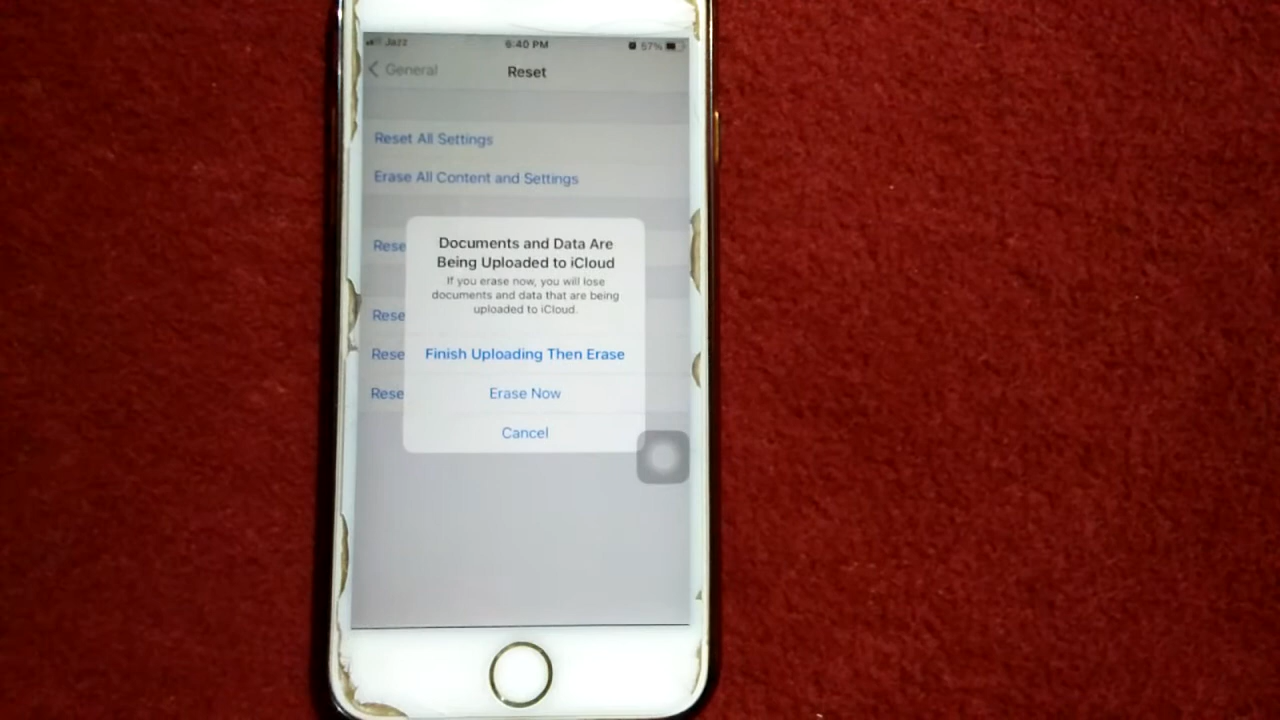 Jazz 6:40 PM 57%
General Reset
Reset All Settings
Erase All Content and Settings
Rese
Documents and Data Are
Being Uploaded to iCloud
If you erase now, you will lose
documents and data that are being
uploaded to iCloud.
Rese
Rese Finish Uploading Then Erase
Rese Erase Now
Cancel